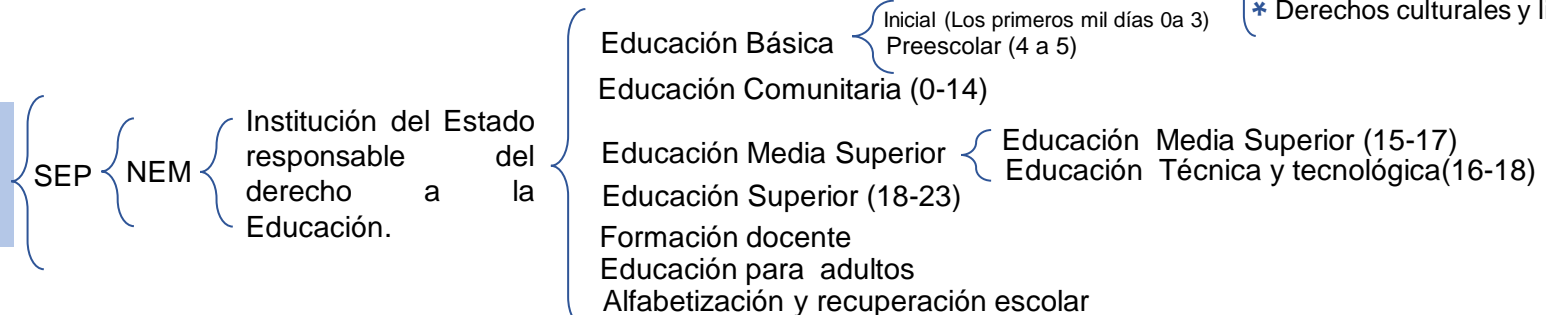 * Derechos culturales y
Inicial (Los primeros mil días 0a 3)
Educación Básica
Preescolar (4 a 5)
Educación Comunitaria (0-14)
Institución del Estado
responsable del
derecho a la
Educación.
SEP
NEM
Educación Media Superior
Educación Media Superior (15-17)
Educación Técnica y tecnológica(16-18)
Educación Superior (18-23)
Formación docente
Educación para adultos
Alfabetización y recuperación escolar